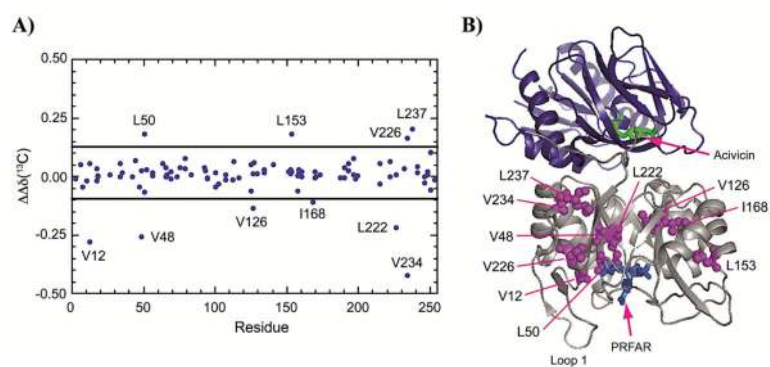 A)
ΔΔδ(¹³C)
0.50
0.25
0.00
-0.25
-0.50
0 50 100 150 200 250
Residue
L50
L153
L237
V226
V12
V48
V126
I168
L222
V234
B)
Acivicin
L237
V234
V48
V226
V12
L50
L222
V126
I168
L153
PRFAR
Loop 1